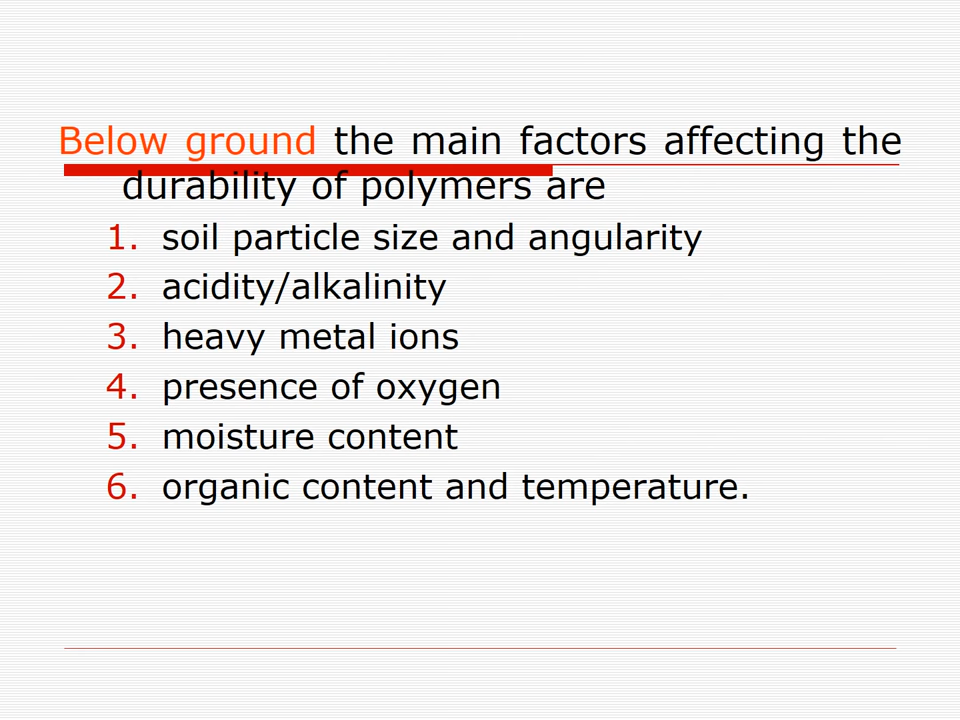 Below ground the main factors affecting the
durability of polymers are
1. soil particle size and angularity
2. acidity/alkalinity
3. heavy metal ions
4. presence of oxygen
5. moisture content
6. organic content and temperature.